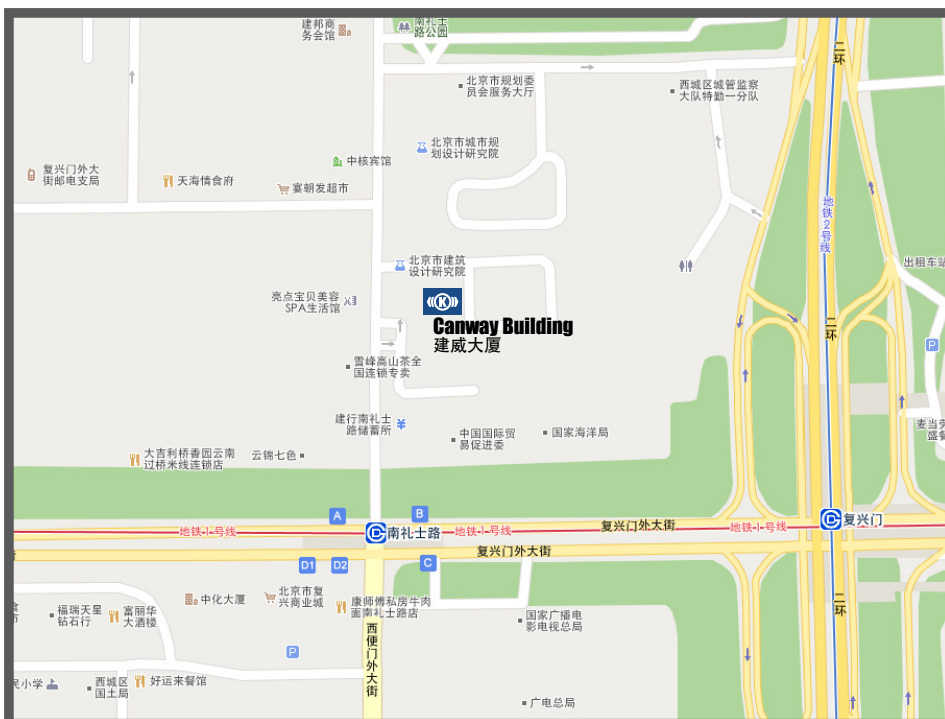 建邦商
务会馆
南礼士
路公园
二环
北京市规划委
员会服务大厅
西城区城管监察
大队特勤一分队
北京市城市规
划设计研究院
中核宾馆
复兴门外大
街邮电支局
天海情食府
宴朝发超市
地铁2号线
北京市建筑
设计研究院
出租车站
亮点宝贝美容
SPA生活馆
K
Canway Building
建威大厦
二环
P
雪峰高山茶全
国连锁专卖
建行南礼士
路储蓄所
中国国际贸
易促进委
国家海洋局
麦当劳
盛餐
大吉利桥香园云南
过桥米线连锁店
云锦七色
A
B
地铁1号线
南礼士路
地铁1号线
复兴门外大街
地铁1号线
复兴门
街
复兴门外大街
D1
D2
C
中化大厦
北京市复
兴商业城
康师傅私房牛肉
面南礼士路店
福瑞天星
钻石行
富丽华
大酒楼
国家广播电
影电视总局
二环
西便门外大街
P
民小学
西城区
国土局
好运来餐馆
广电总局